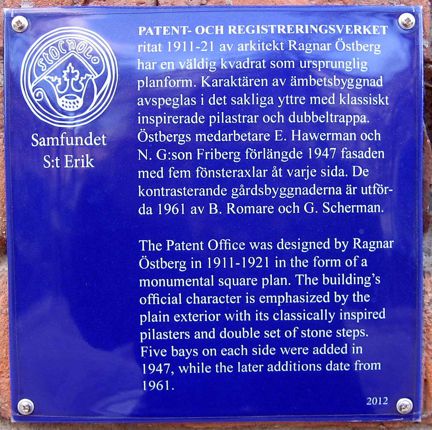 STOCHOLM
Samfundet
S:t Erik
PATENT- OCH REGISTRERINGSVERKET
ritat 1911-21 av arkitekt Ragnar Östberg
har en väldig kvadrat som ursprunglig
planform. Karaktären av ämbetsbyggnad
avspeglas i det sakliga yttre med klassiskt
inspirerade pilastrar och dubbeltrappa.
Östbergs medarbetare E. Hawerman och
N. G:son Friberg förlängde 1947 fasaden
med fem fönsteraxlar åt varje sida. De
kontrasterande gårdsbyggnaderna är utför-
da 1961 av B. Romare och G. Scherman.
The Patent Office was designed by Ragnar
Östberg in 1911-1921 in the form of a
monumental square plan. The building's
official character is emphasized by the
plain exterior with its classically inspired
pilasters and double set of stone steps.
Five bays on each side were added in
1947, while the later additions date from
1961.
2012